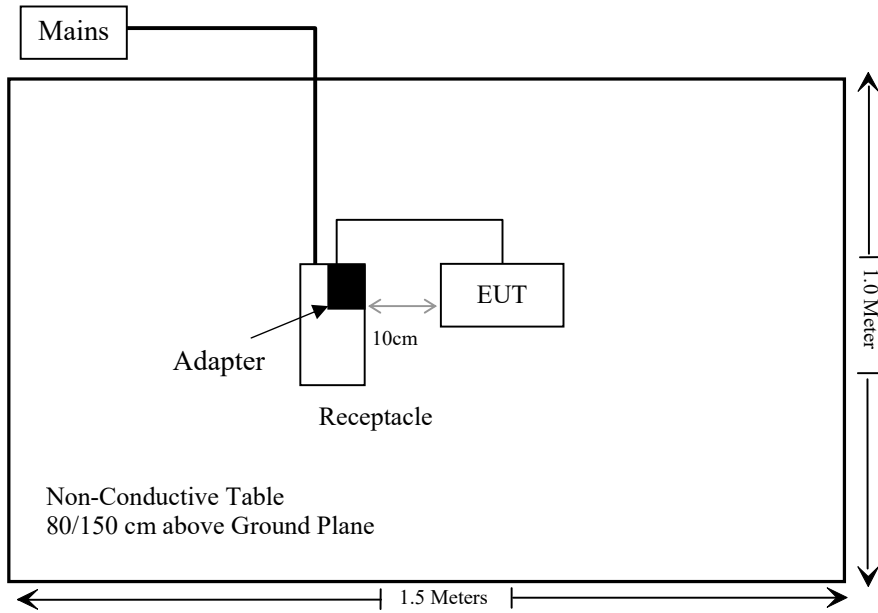 Mains
EUT
10cm
Adapter
Receptacle
1.0 Meter
Non-Conductive Table
80/150 cm above Ground Plane
1.5 Meters